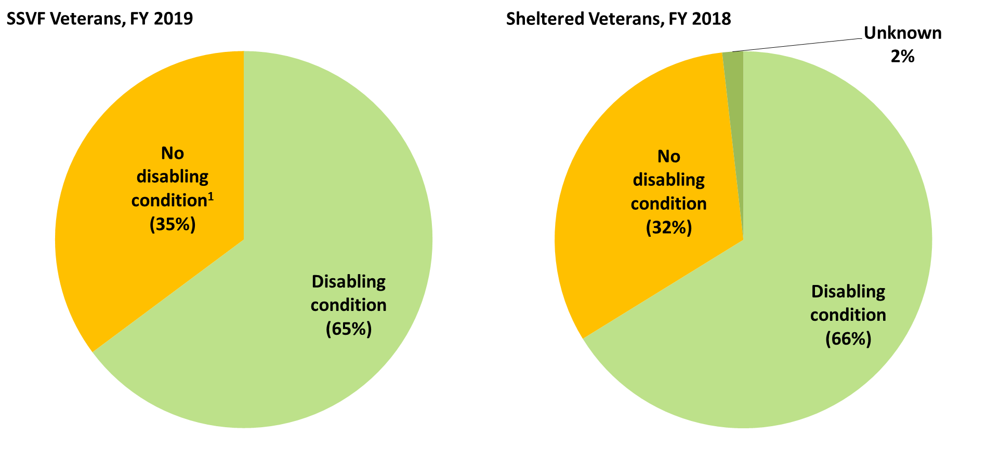 SSVF Veterans, FY 2019
No
disabling
condition¹
(35%)
Disabling
condition
(65%)
Sheltered Veterans, FY 2018
Unknown
2%
No
disabling
condition
(32%)
Disabling
condition
(66%)